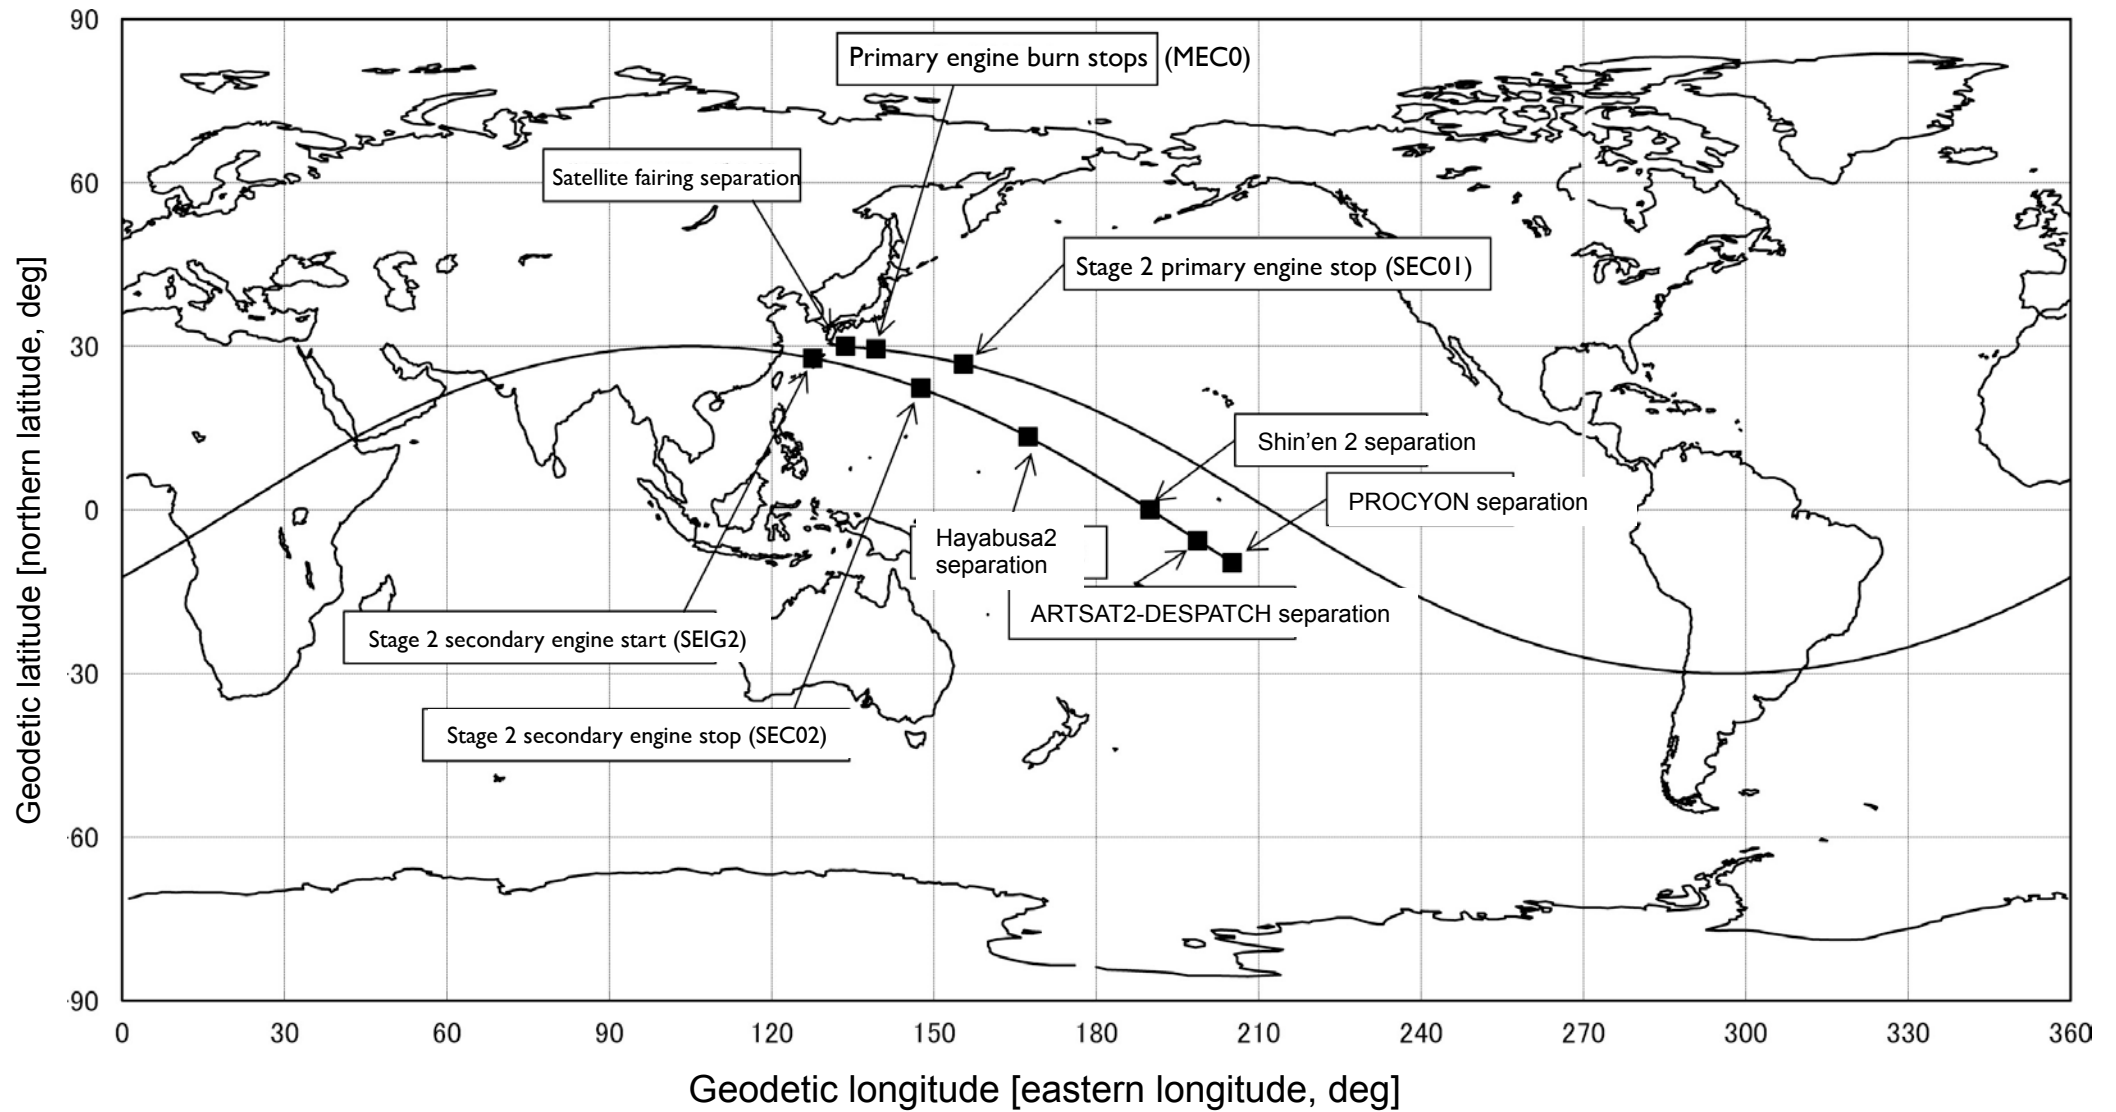 90
Primary engine burn stops (MEC0)
Satellite fairing separation
60
Stage 2 primary engine stop (SEC01)
30
Shin'en 2 separation
PROCYON separation
0
Hayabusa2
separation
ARTSAT2-DESPATCH separation
Stage 2 secondary engine start (SEIG2)
-30
Stage 2 secondary engine stop (SEC02)
-60
-90
0 30 60 90 120 150 180 210 240 270 300 330 360
Geodetic longitude [eastern longitude, deg]
Geodetic latitude [northern latitude, deg]